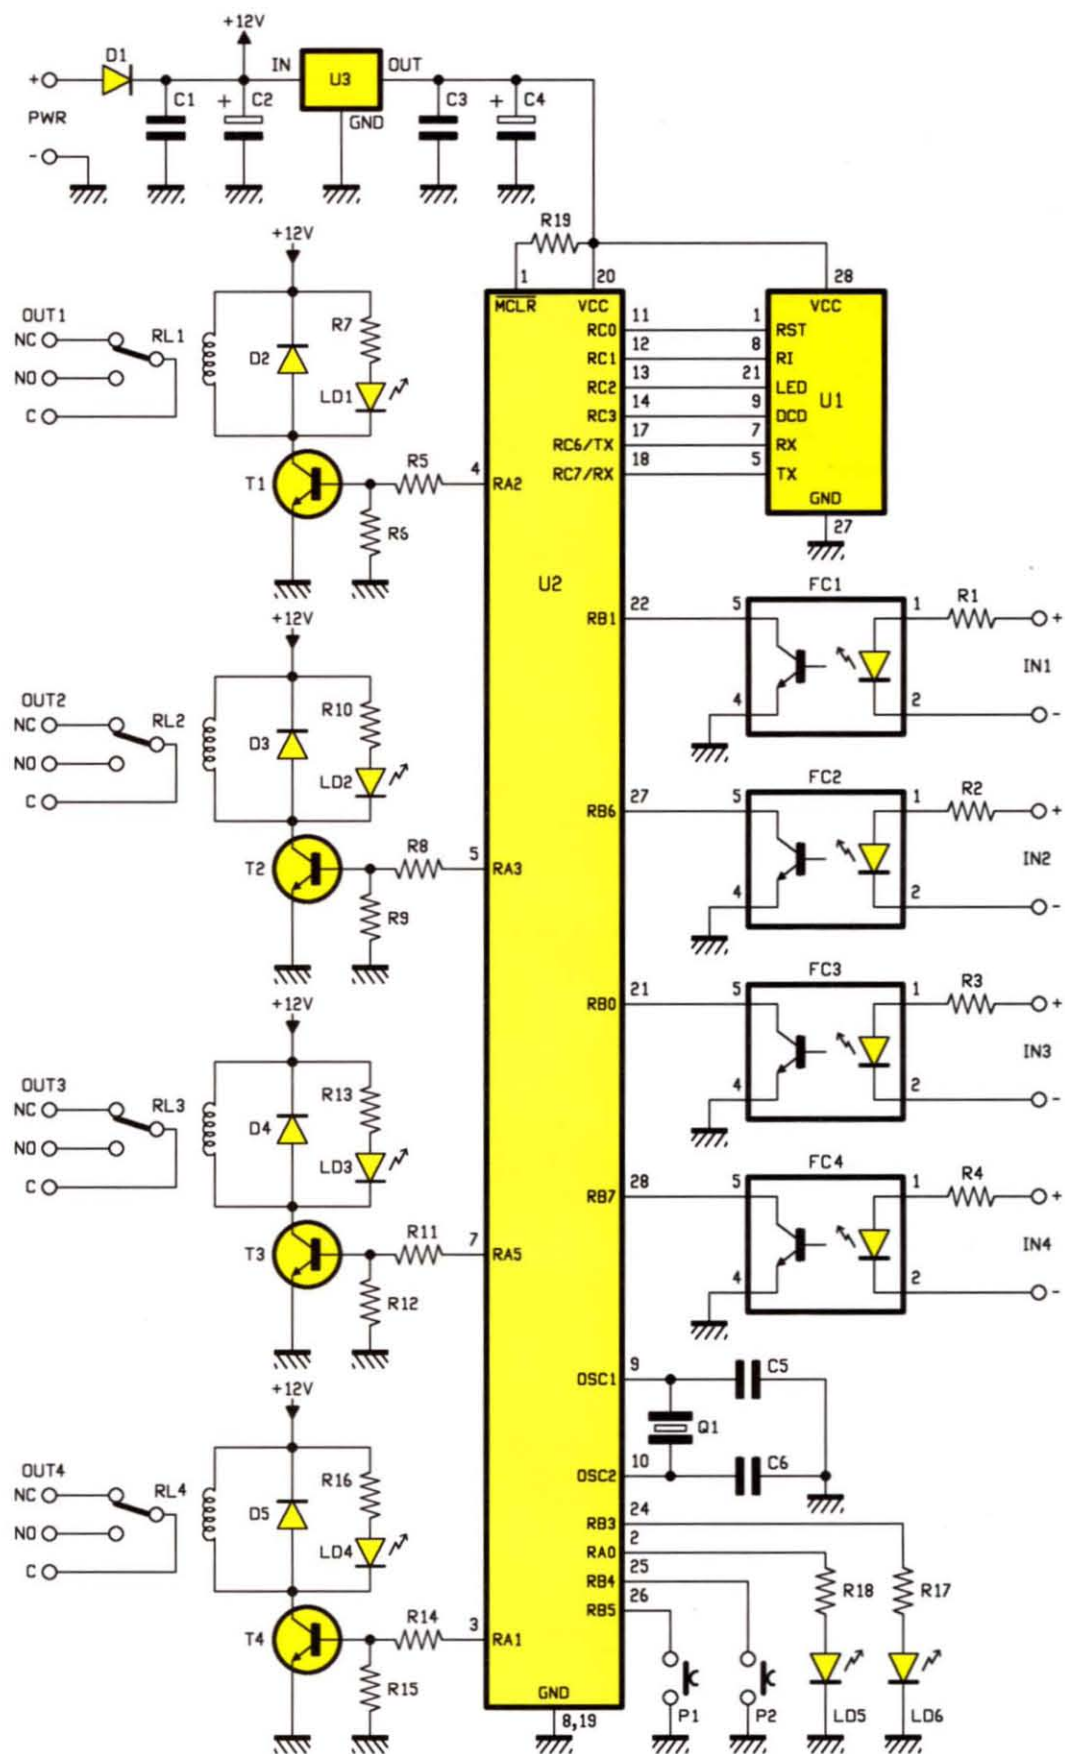 +12V
D1
IN
U3
OUT
+
C1
+
C2
C3
+
C4
PWR
GND
-
R19
+12V
1
20
28
MCLR
VCC
VCC
OUT1
NC
RL1
NO
C
D2
R7
LD1
T1
R5
R6
4
RA2
RC0
11
1
RST
RC1
12
8
RI
RC2
13
21
LED
U1
RC3
14
9
DCD
RC6/TX
17
7
RX
RC7/RX
18
5
TX
GND
27
U2
FC1
RB1
22
5
1
R1
+
IN1
4
2
-
+12V
OUT2
NC
RL2
NO
C
D3
R10
LD2
T2
R8
R9
5
RA3
FC2
RB6
27
5
1
R2
+
IN2
4
2
-
+12V
OUT3
NC
RL3
NO
C
D4
R13
LD3
T3
R11
R12
7
RA5
FC3
RB0
21
5
1
R3
+
IN3
4
2
-
FC4
RB7
28
5
1
R4
+
IN4
4
2
-
+12V
OUT4
NC
RL4
NO
C
D5
R16
LD4
T4
R14
R15
3
RA1
OSC1
9
C5
Q1
OSC2
10
C6
RB3
24
RA0
2
RB4
25
RB5
26
R18
R17
GND
8,19
P1
P2
LD5
LD6